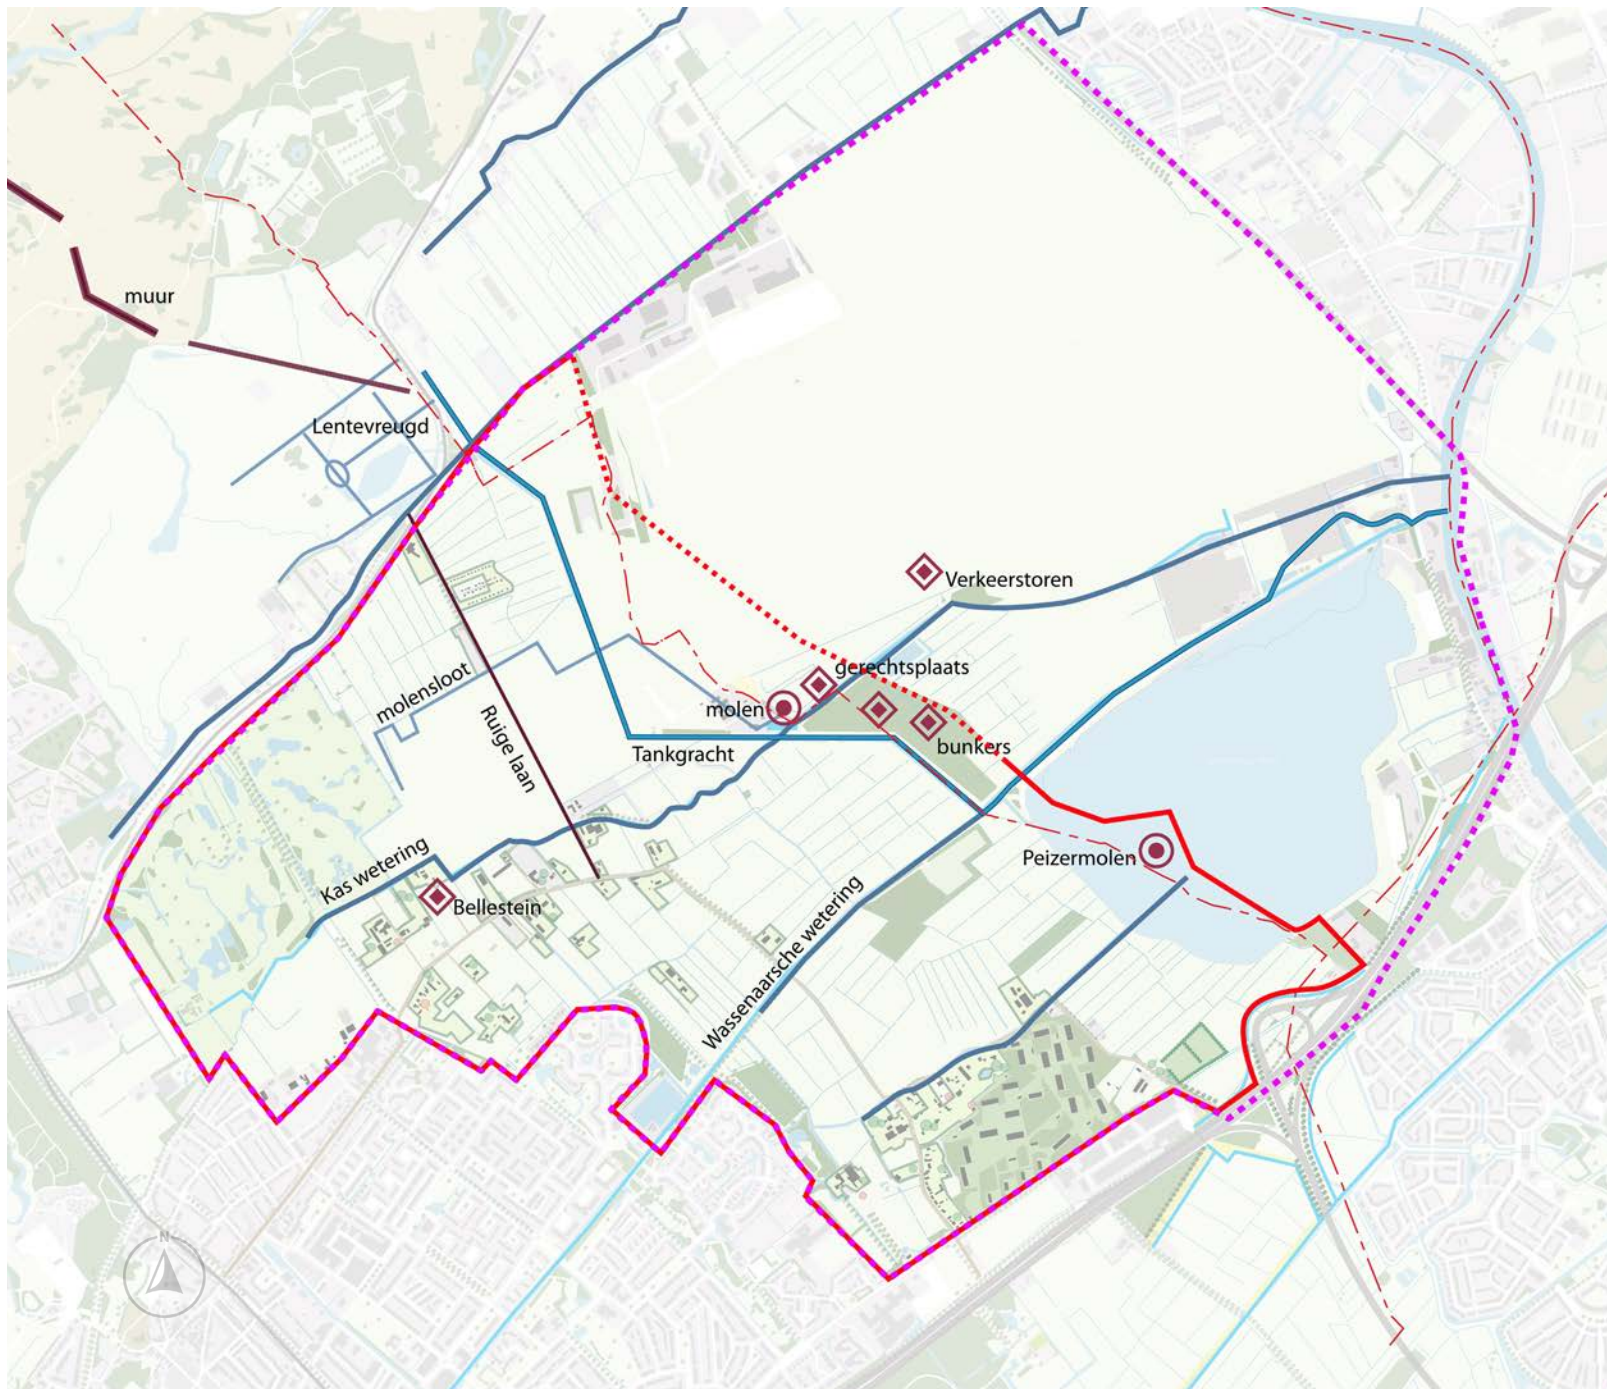 muur
Lentevreugd
Verkeerstoren
gerechtsplaats
molensloot
molen
Ruige laan
bunkers
Tankgracht
Peizermolen
Kas wetering
Bellestein
Wassenaarsche wetering
N